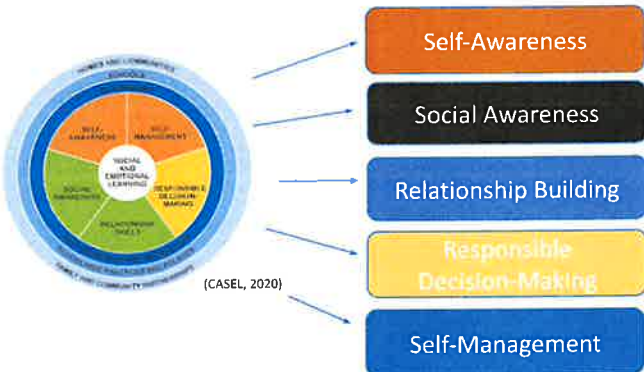 HOMES AND COMMUNITIES
SCHOOLS
SELF-
AWARENESS
SELF-
MANAGEMENT
SOCIAL
AND
EMOTIONAL
LEARNING
SOCIAL
AWARENESS
RESPONSIBLE
DECISION-
MAKING
RELATIONSHIP
SKILLS
FAMILY AND COMMUNITY PARTNERSHIPS
(CASEL, 2020)
Self-Awareness
Social Awareness
Relationship Building
Responsible
Decision-Making
Self-Management